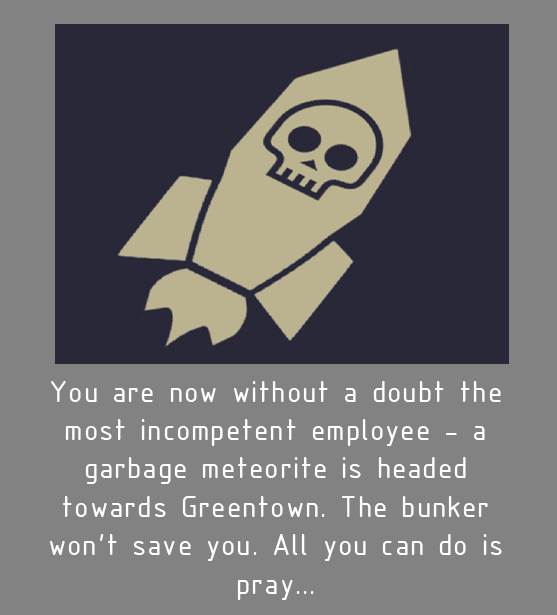 You are now without a doubt the
most incompetent employee – a
garbage meteorite is headed
towards Greentown. The bunker
won't save you. All you can do is
pray...